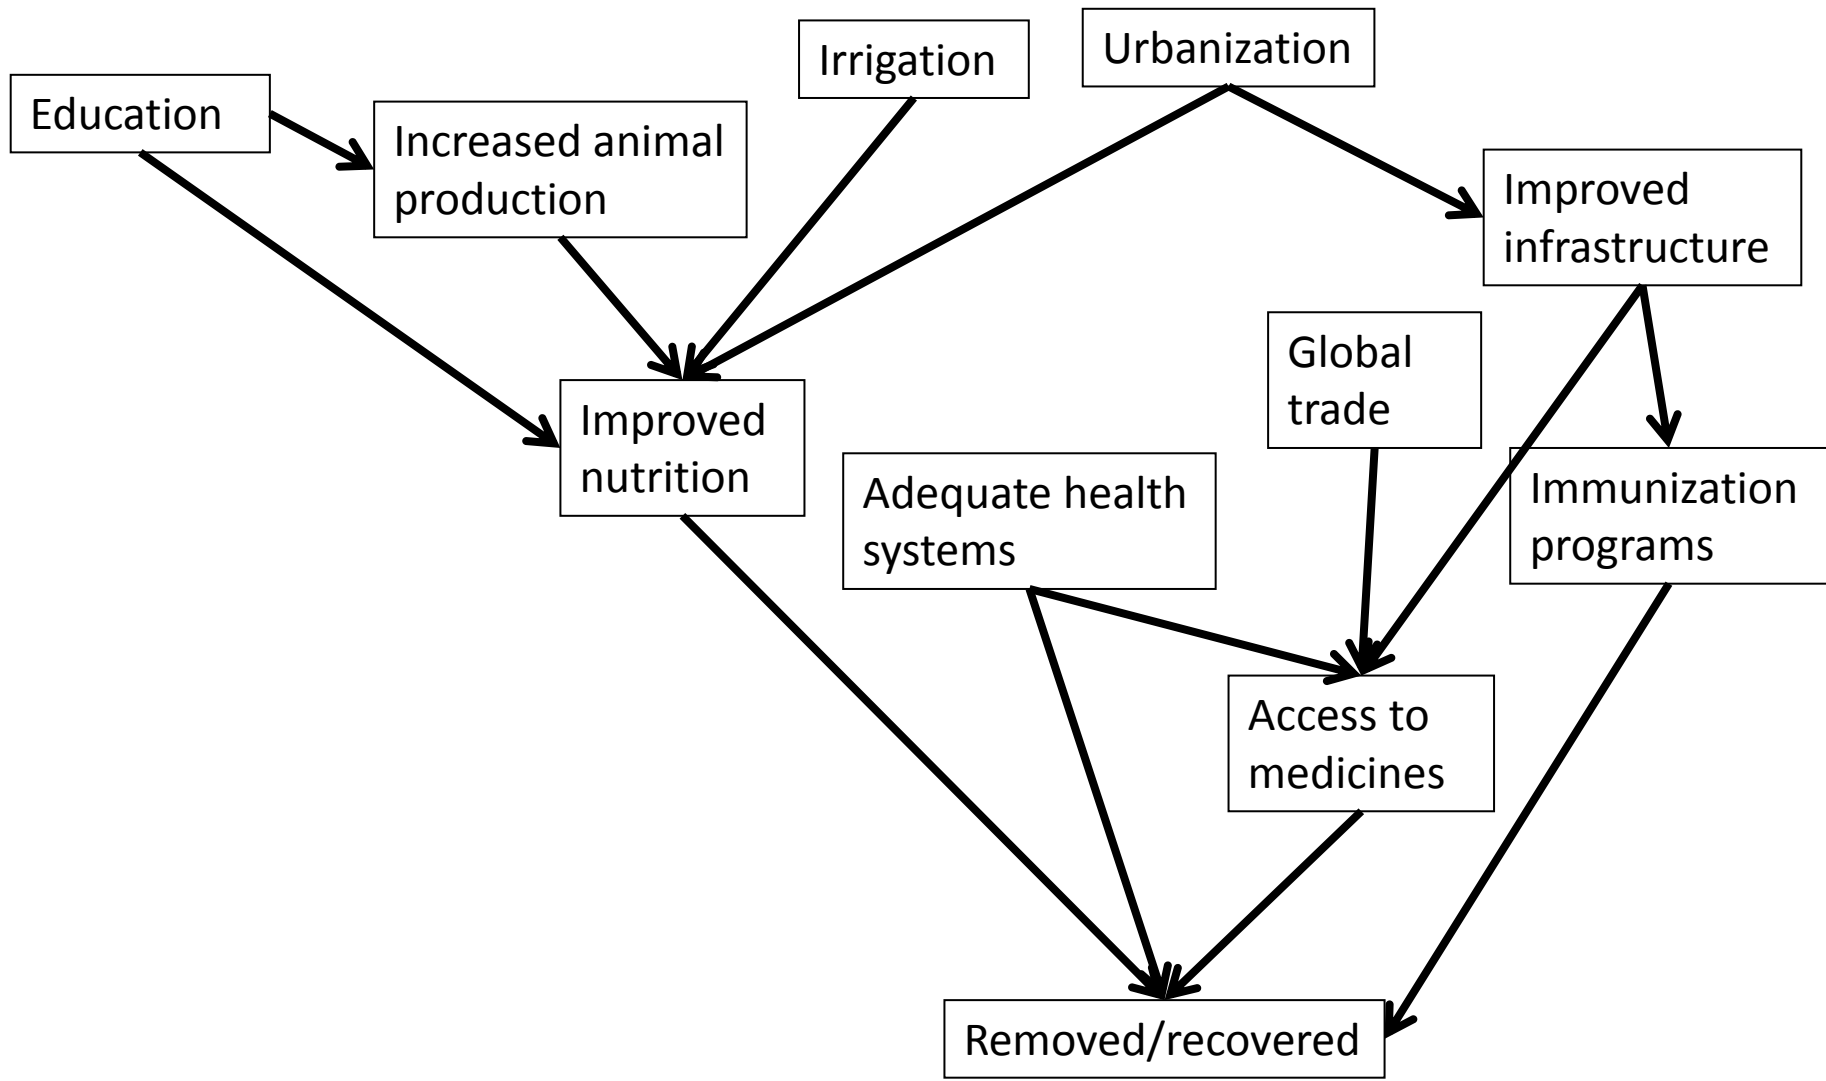 Irrigation
Urbanization
Education
Increased animal
production
Improved
infrastructure
Global
trade
Improved
nutrition
Adequate health
systems
Immunization
programs
Access to
medicines
Removed/recovered